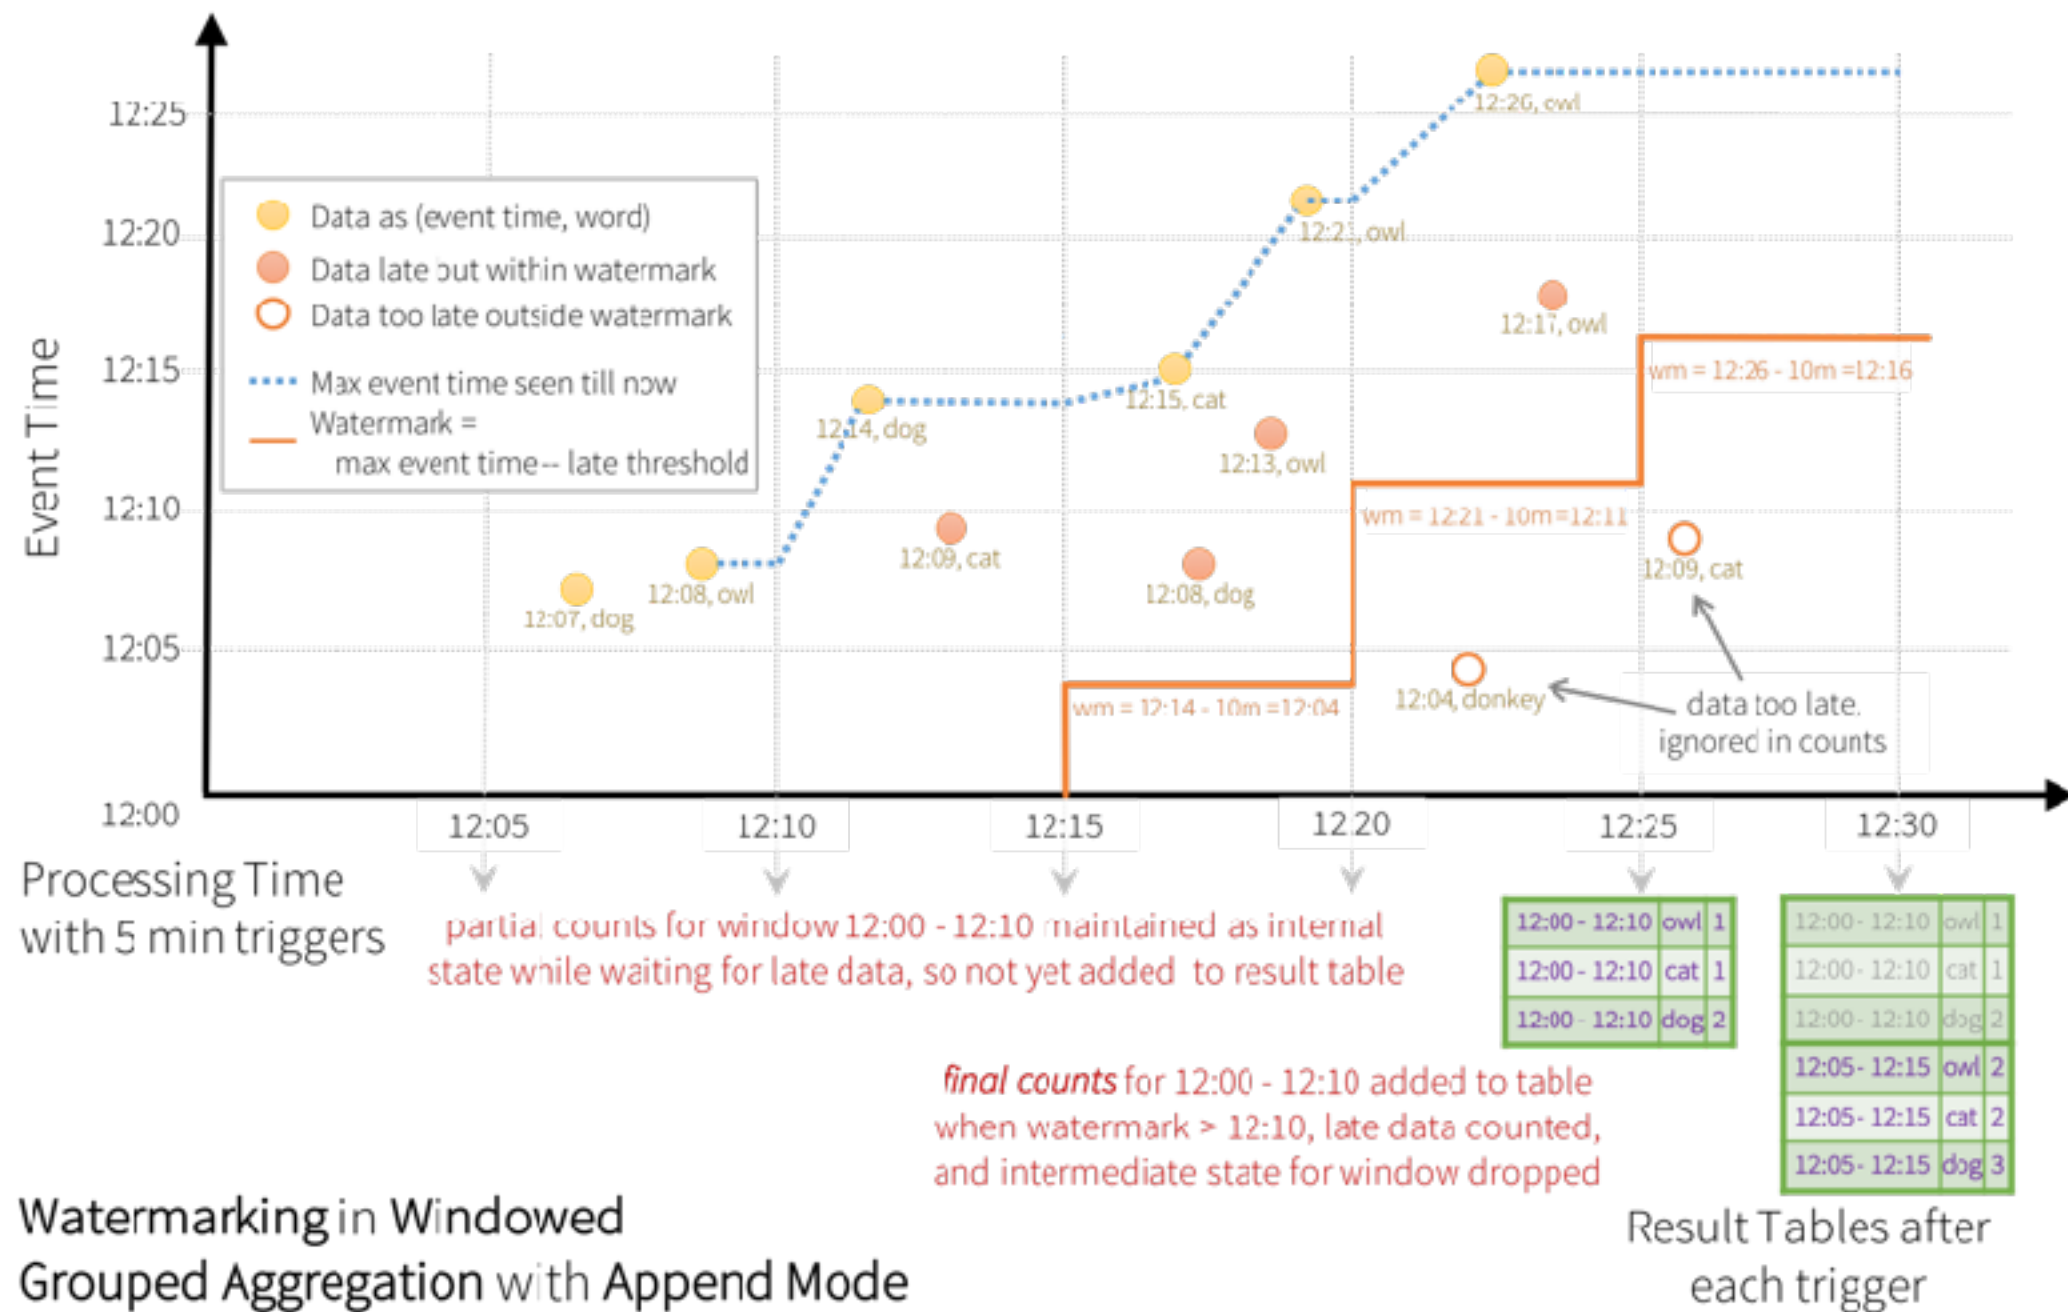 12:25
12:20
12:15
12:10
12:05
12:00
Event Time
Data as (event time, word)
Data late but within watermark
Data too late outside watermark
Max event time seen till now
Watermark =
max event time -- late threshold
12:07, dog
12:08, owl
12:14, dog
12:09, cat
12:15, cat
12:13, owl
12:08, dog
12:21, owl
12:26, owl
12:17, owl
12:04, donkey
12:09, cat
wm = 12:14 - 10m =12:04
wm = 12:21 - 10m =12:11
wm = 12:26 - 10m =12:16
data too late.
ignored in counts
12:05
12:10
12:15
12:20
12:25
12:30
Processing Time
with 5 min triggers
partial counts for window 12:00 - 12:10 maintained as internal
state while waiting for late data, so not yet added to result table
12:00 - 12:10 owl 1
12:00 - 12:10 cat 1
12:00 - 12:10 dog 2
12:00 - 12:10 owl 1
12:00 - 12:10 cat 1
12:00 - 12:10 dog 2
12:05 - 12:15 owl 2
12:05 - 12:15 cat 2
12:05 - 12:15 dog 3
final counts for 12:00 - 12:10 added to table
when watermark > 12:10, late data counted,
and intermediate state for window dropped
Result Tables after
each trigger
Watermarking in Windowed
Grouped Aggregation with Append Mode